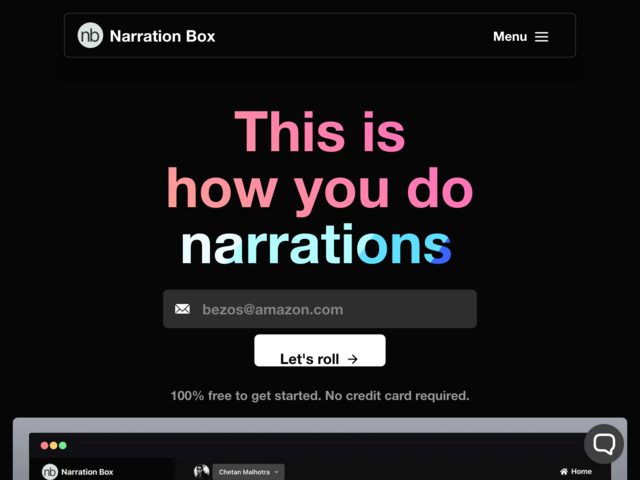 nb Narration Box
Menu
This is
how you do
narrations
bezos@amazon.com
Let's roll →
100% free to get started. No credit card required.
nb Narration Box
Chetan Malhotra
Home